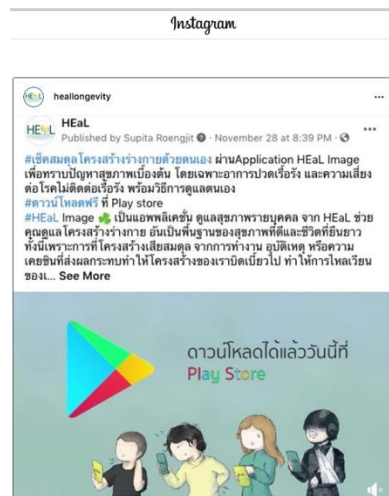 Instagram
HEaL
heallongevity
...
HEaL
HEaL
...
Published by Supita Roengjit · November 28 at 8:39 PM ·
#เช็คสมดุลโครงสร้างร่างกายด้วยตนเอง ผ่านApplication HEaL Image
เพื่อทราบปัญหาสุขภาพเบื้องต้น โดยเฉพาะอาการปวดเรื้อรัง และความเสี่ยง
ต่อโรคไม่ติดต่อเรื้อรัง พร้อมวิธีการดูแลตนเอง
#ดาวน์โหลดฟรี ที่ Play store
#HEaL Image เป็นแอพพลิเคชั่น ดูแลสุขภาพรายบุคคล จาก HEaL ช่วย
คุณดูแลโครงสร้างร่างกาย อันเป็นพื้นฐานของสุขภาพที่ดีและชีวิตที่ยืนยาว
ทั้งนี้เพราะการที่โครงสร้างเสียสมดุล จากการทำงาน อุบัติเหตุ หรือความ
เคยชินที่ส่งผลกระทบทำให้โครงสร้างของเราบิดเบี้ยวไป ทำให้การไหลเวียน
ของเ... See More
ดาวน์โหลดได้แล้ววันนี้ที่
Play Store